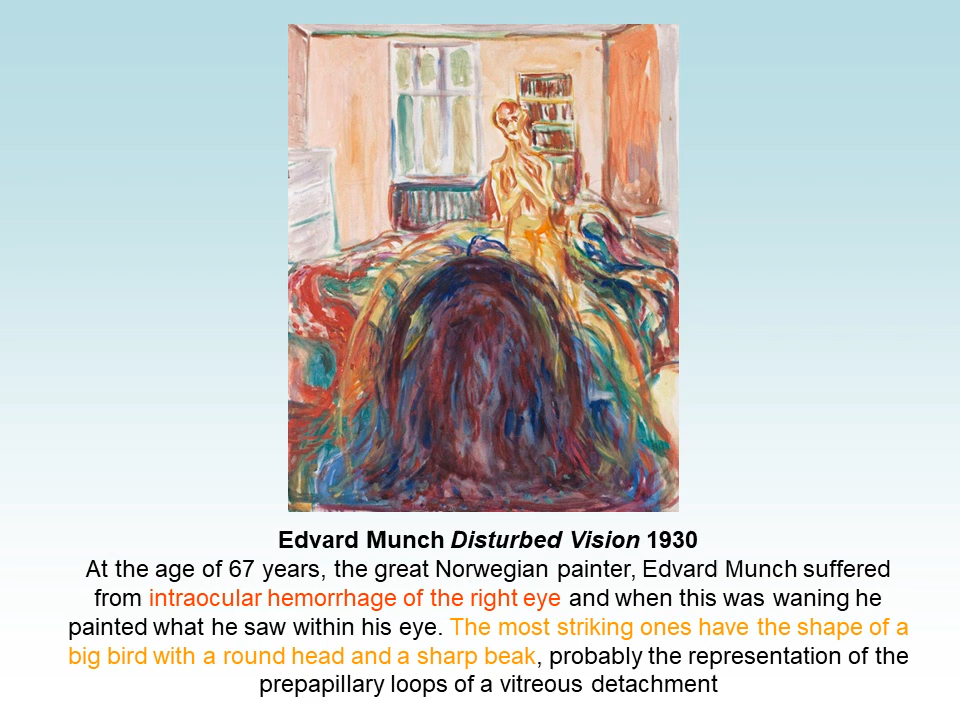 Edvard Munch Disturbed Vision 1930
At the age of 67 years, the great Norwegian painter, Edvard Munch suffered
from intraocular hemorrhage of the right eye and when this was waning he
painted what he saw within his eye. The most striking ones have the shape of a
big bird with a round head and a sharp beak, probably the representation of the
prepapillary loops of a vitreous detachment